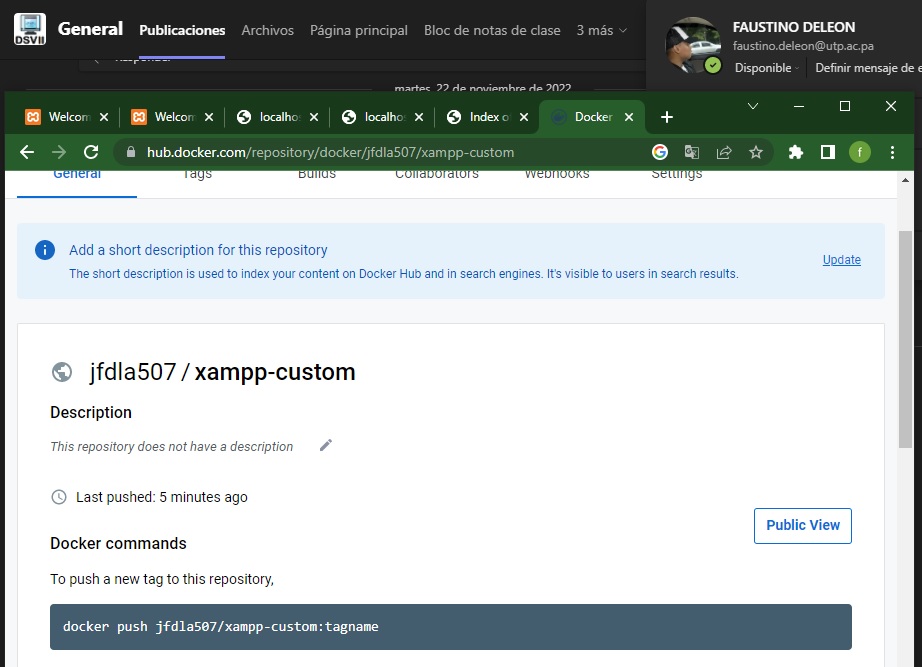 DSVII
General Publicaciones Archivos Página principal Bloc de notas de clase 3 más
FAUSTINO DELEON
faustino.deleon@utp.ac.pa
Disponible Definir mensaje de e
Responder
martes, 22 de noviembre de 2022
Welcom Welcom localhos localhos Index o Docker
hub.docker.com/repository/docker/jfdla507/xampp-custom
f
General Tags Builds Collaborators Webhooks Settings
Add a short description for this repository
The short description is used to index your content on Docker Hub and in search engines. It's visible to users in search results.
Update
jfdla507 / xampp-custom
Description
This repository does not have a description
Last pushed: 5 minutes ago
Public View
Docker commands
To push a new tag to this repository,
docker push jfdla507/xampp-custom:tagname